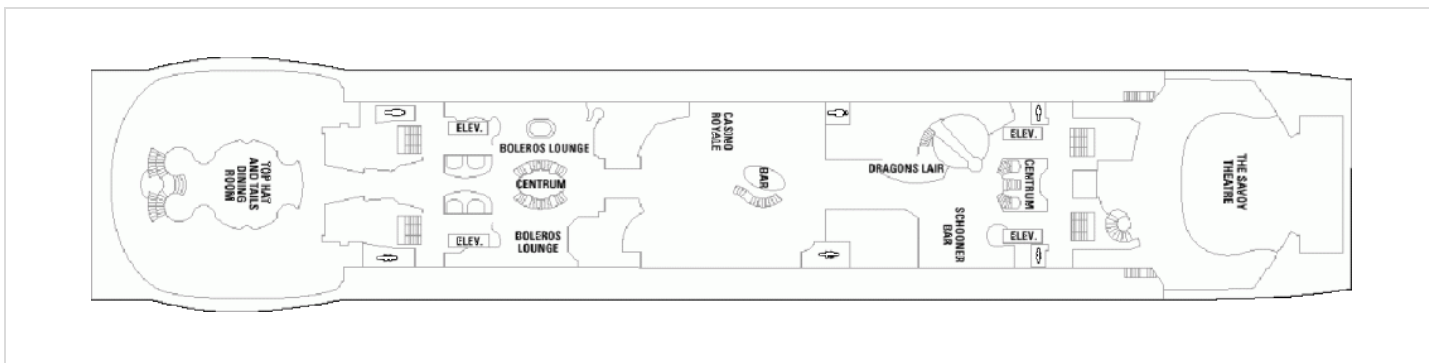 TOP HAT
AND TAILS
DINING
ROOM
ELEV.
ELEV.
BOLEROS LOUNGE
CENTRUM
BOLEROS
LOUNGE
CASINO
ROYALE
BAR
DRAGONS LAIR
SCHOONER
BAR
ELEV.
CENTRUM
ELEV.
THE SAVOY
THEATRE